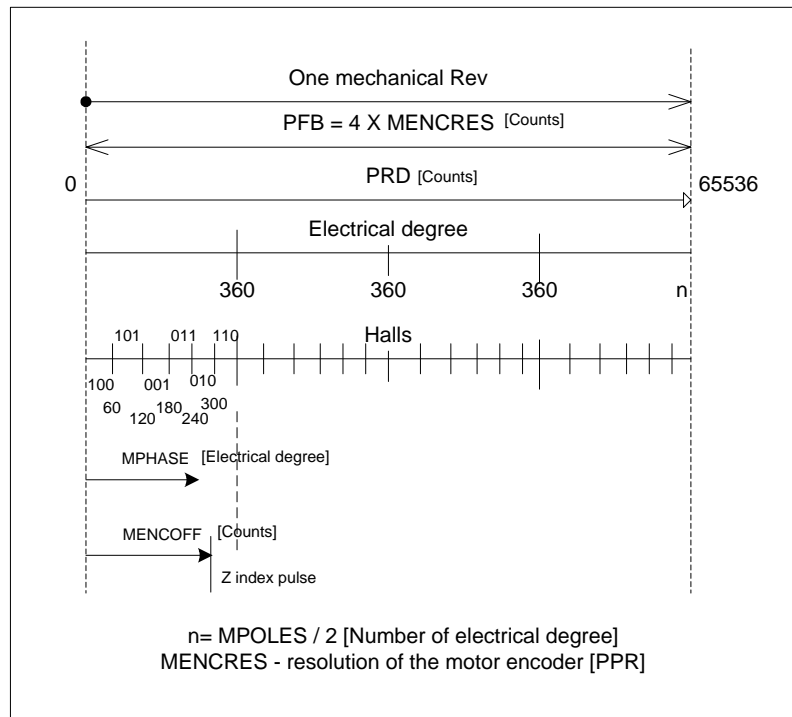 One mechanical Rev
PFB = 4 X MENCRES [Counts]
0 PRD [Counts] 65536
Electrical degree
360 360 360 n
101 011 110 Halls
100 001 010
60 120 180 240 300
MPHASE [Electrical degree]
MENCOFF [Counts]
Z index pulse
n= MPOLES / 2 [Number of electrical degree]
MENCRES - resolution of the motor encoder [PPR]